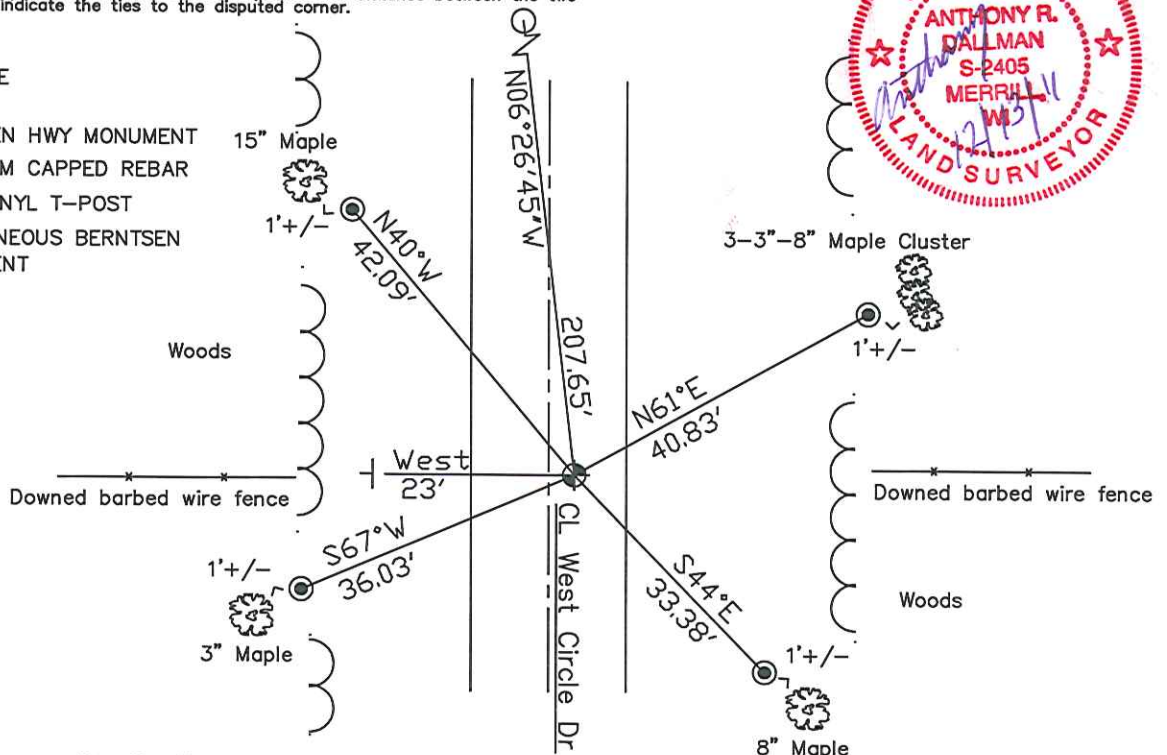 indicate the ties to the disputed corner.
HWY MONUMENT
CAPPED REBAR
T-POST
BERNTSEN
15" Maple
1'+/-
N40°W
42.09'
N06°26'45"W
207.65'
ANTHONY R.
DALLMAN
S-2405
MERRILL
WI
LAND SURVEYOR
12/13/11
3-3"-8" Maple Cluster
1'+/-
Woods
N61°E
40.83'
West
23'
Downed barbed wire fence
Downed barbed wire fence
S67°W
36.03'
1'+/-
3" Maple
CL West Circle Dr
S44°E
33.38'
Woods
1'+/-
8" Maple